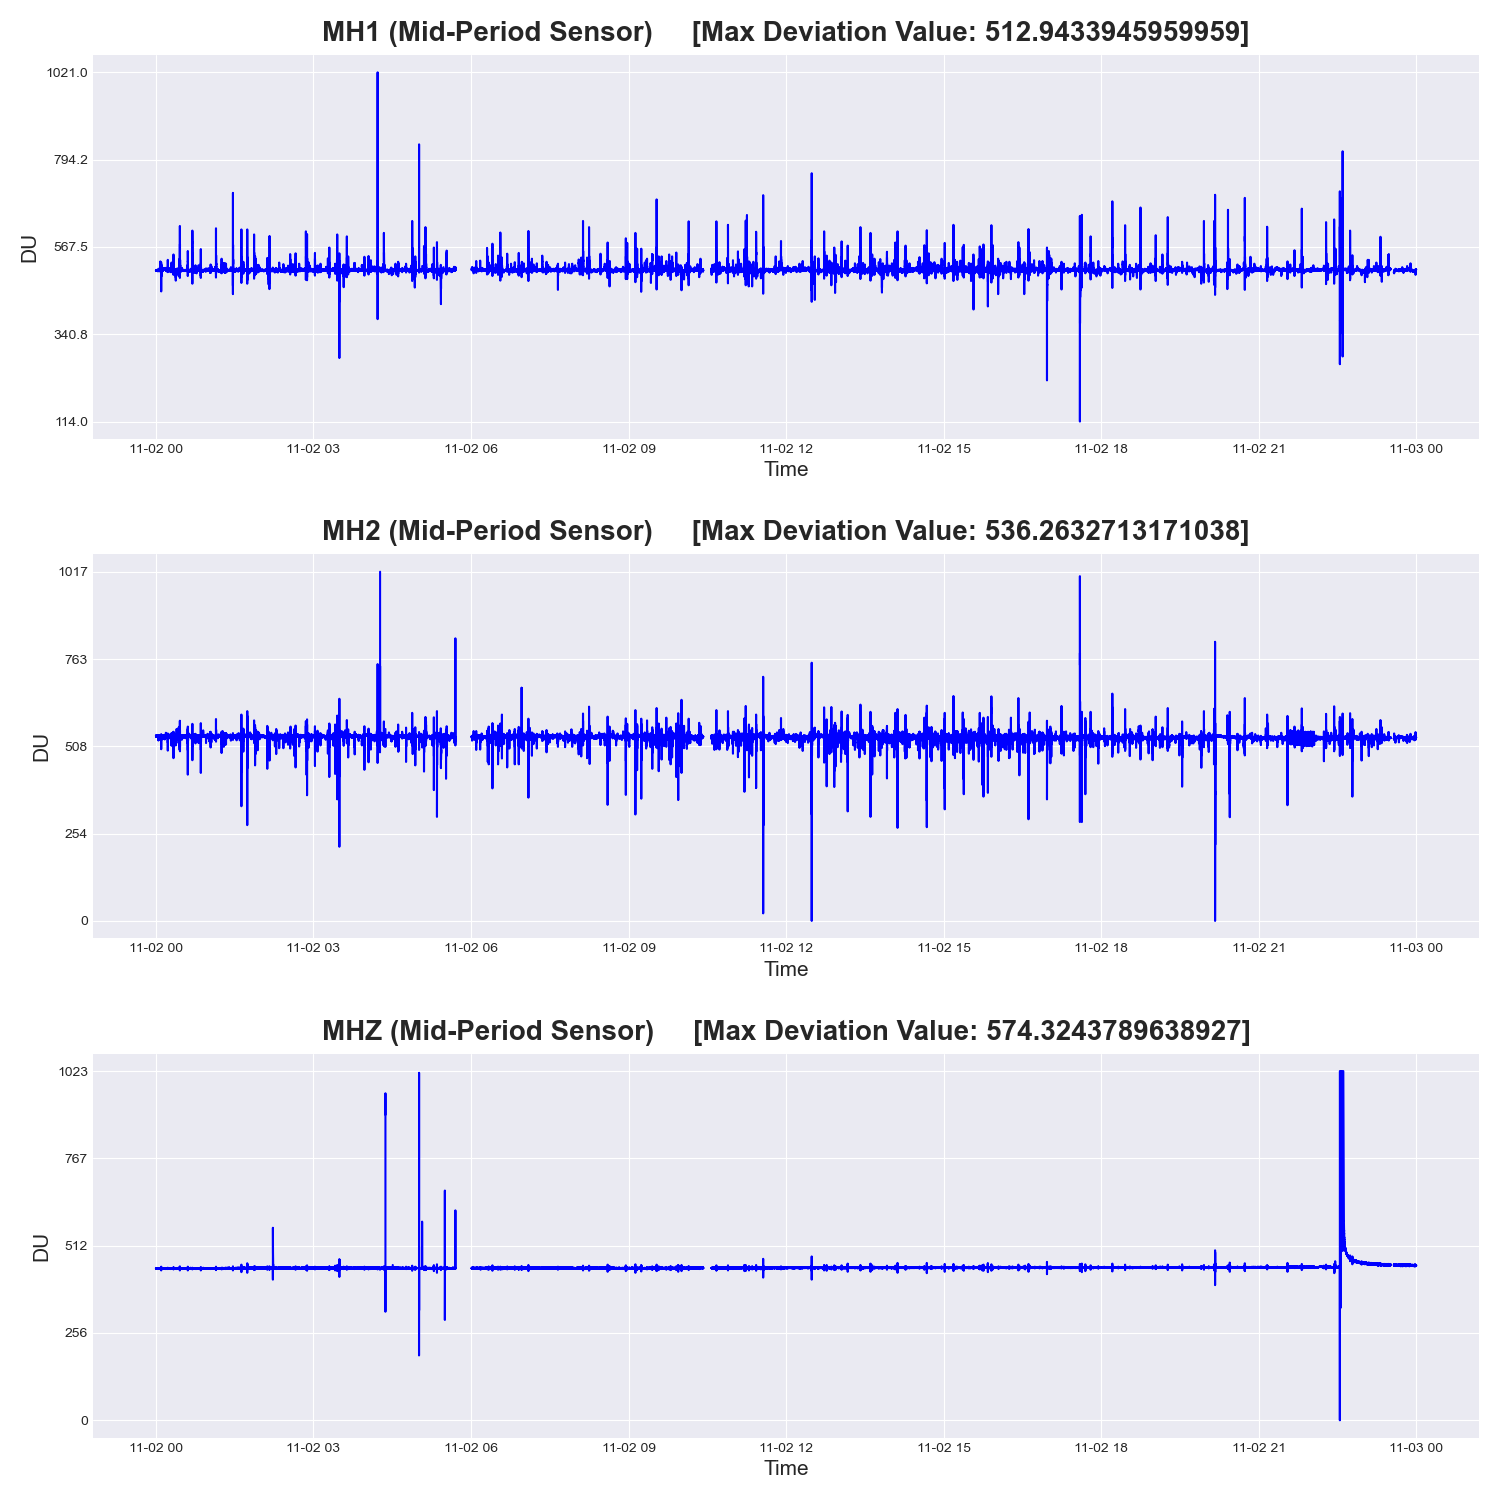 MH1 (Mid-Period Sensor) [Max Deviation Value: 512.9433945959959]
1021.0
794.2
567.5
340.8
114.0
DU
11-02 00 11-02 03 11-02 06 11-02 09 11-02 12 11-02 15 11-02 18 11-02 21 11-03 00
Time
MH2 (Mid-Period Sensor) [Max Deviation Value: 536.2632713171038]
1017
763
508
254
0
DU
11-02 00 11-02 03 11-02 06 11-02 09 11-02 12 11-02 15 11-02 18 11-02 21 11-03 00
Time
MHZ (Mid-Period Sensor) [Max Deviation Value: 574.3243789638927]
1023
767
512
256
0
DU
11-02 00 11-02 03 11-02 06 11-02 09 11-02 12 11-02 15 11-02 18 11-02 21 11-03 00
Time